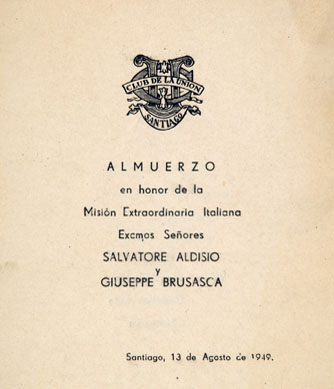 CLUB DE LA UNION
SANTIAGO
ALMUERZO
en honor de la
Misión Extraordinaria Italiana
Excmos Señores
SALVATORE ALDISIO
y
GIUSEPPE BRUSASCA
Santiago, 13 de Agosto de 1949.